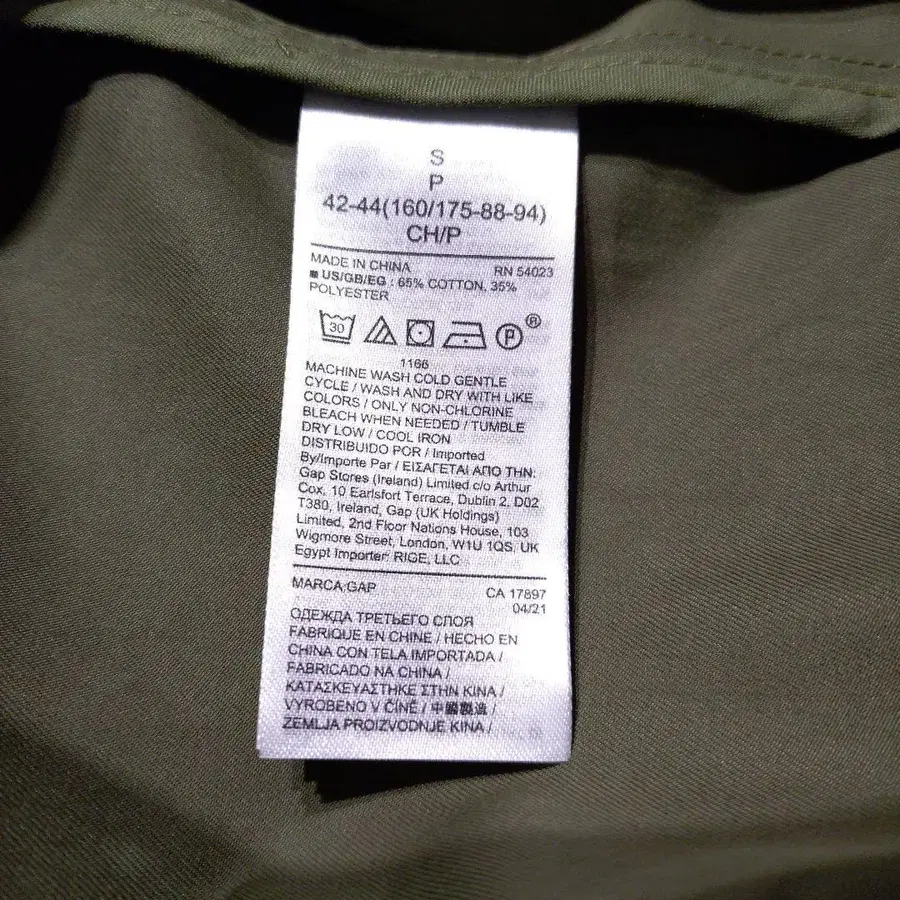 S
P
42-44(160/175-88-94)
CH/P
MADE IN CHINA RN 54023
■ US/GB/EG : 65% COTTON, 35%
POLYESTER
30 P ®
1166
MACHINE WASH COLD GENTLE
CYCLE / WASH AND DRY WITH LIKE
COLORS / ONLY NON-CHLORINE
BLEACH WHEN NEEDED / TUMBLE
DRY LOW / COOL IRON
DISTRIBUIDO POR / Imported
By/Importe Par / ΕΙΣΑΓΕΤΑΙ ΑΠΟ ΤΗΝ:
Gap Stores (Ireland) Limited c/o Arthur
Cox, 10 Earlsfort Terrace, Dublin 2, D02
T380, Ireland, Gap (UK Holdings)
Limited, 2nd Floor Nations House, 103
Wigmore Street, London, W1U 1QS, UK
Egypt Importer: RIGE, LLC
MARCA:GAP CA 17897
04/21
ОДЕЖДА ТРЕТЬЕГО СЛОЯ
FABRIQUE EN CHINE / HECHO EN
CHINA CON TELA IMPORTADA /
FABRICADO NA CHINA /
ΚΑΤΑΣΚΕΥΑΣΤΗΚΕ ΣΤΗΝ ΚΙΝΑ /
VYROBENO V ČÍNĚ / 中國製造 /
ZEMLJA PROIZVODNJE KINA /